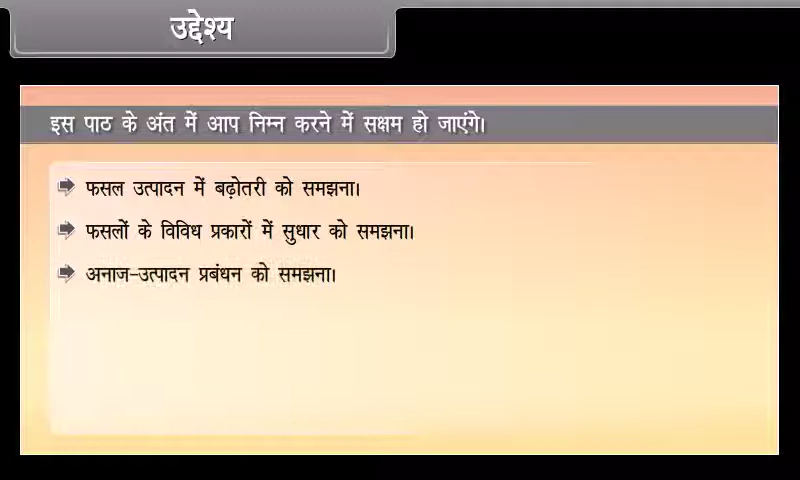 उद्देश्य
इस पाठ के अंत में आप निम्न करने में सक्षम हो जाएंगे।
फसल उत्पादन में बढ़ोतरी को समझना।
फसलों के विविध प्रकारों में सुधार को समझना।
अनाज-उत्पादन प्रबंधन को समझना।